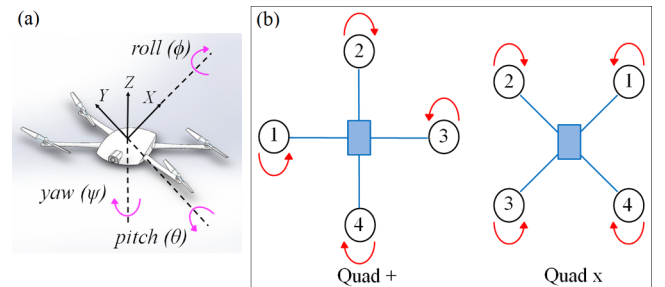 (a)
roll (ϕ)
Z
Y
X
yaw (ψ)
pitch (θ)
(b)
2
1
3
4
Quad +
2
1
3
4
Quad x